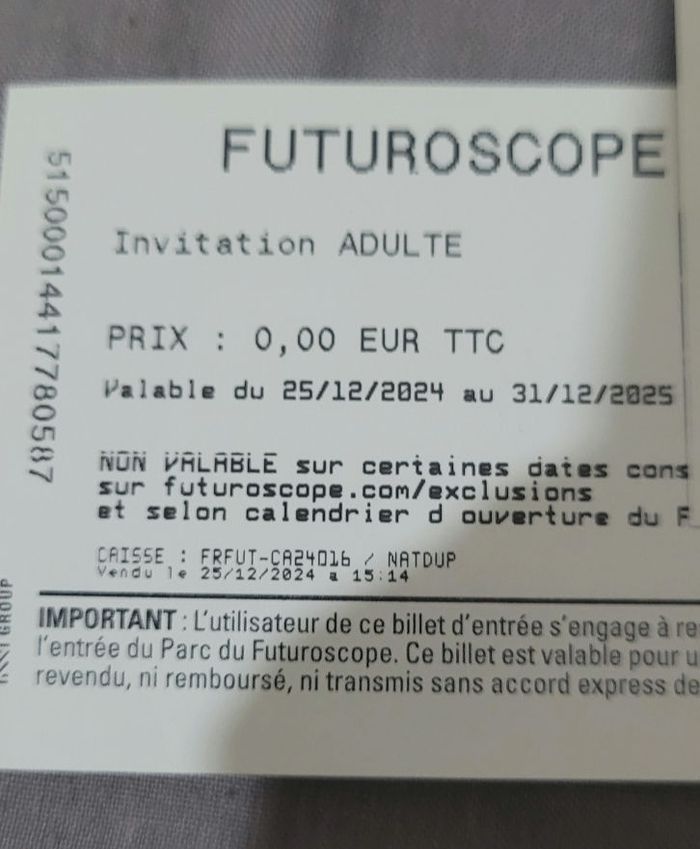 FUTUROSCOPE
Invitation ADULTE
PRIX : 0,00 EUR TTC
Valable du 25/12/2024 au 31/12/2025
NON VALABLE sur certaines dates cons
sur futuroscope.com/exclusions
et selon calendrier d ouverture du F
CAISSE : FRFUT-CA24016 / NATDUP
Vendu le 25/12/2024 a 15:14
IMPORTANT : L'utilisateur de ce billet d'entrée s'engage à re
l'entrée du Parc du Futuroscope. Ce billet est valable pour u
revendu, ni remboursé, ni transmis sans accord express de
51500014417780587
GROUP